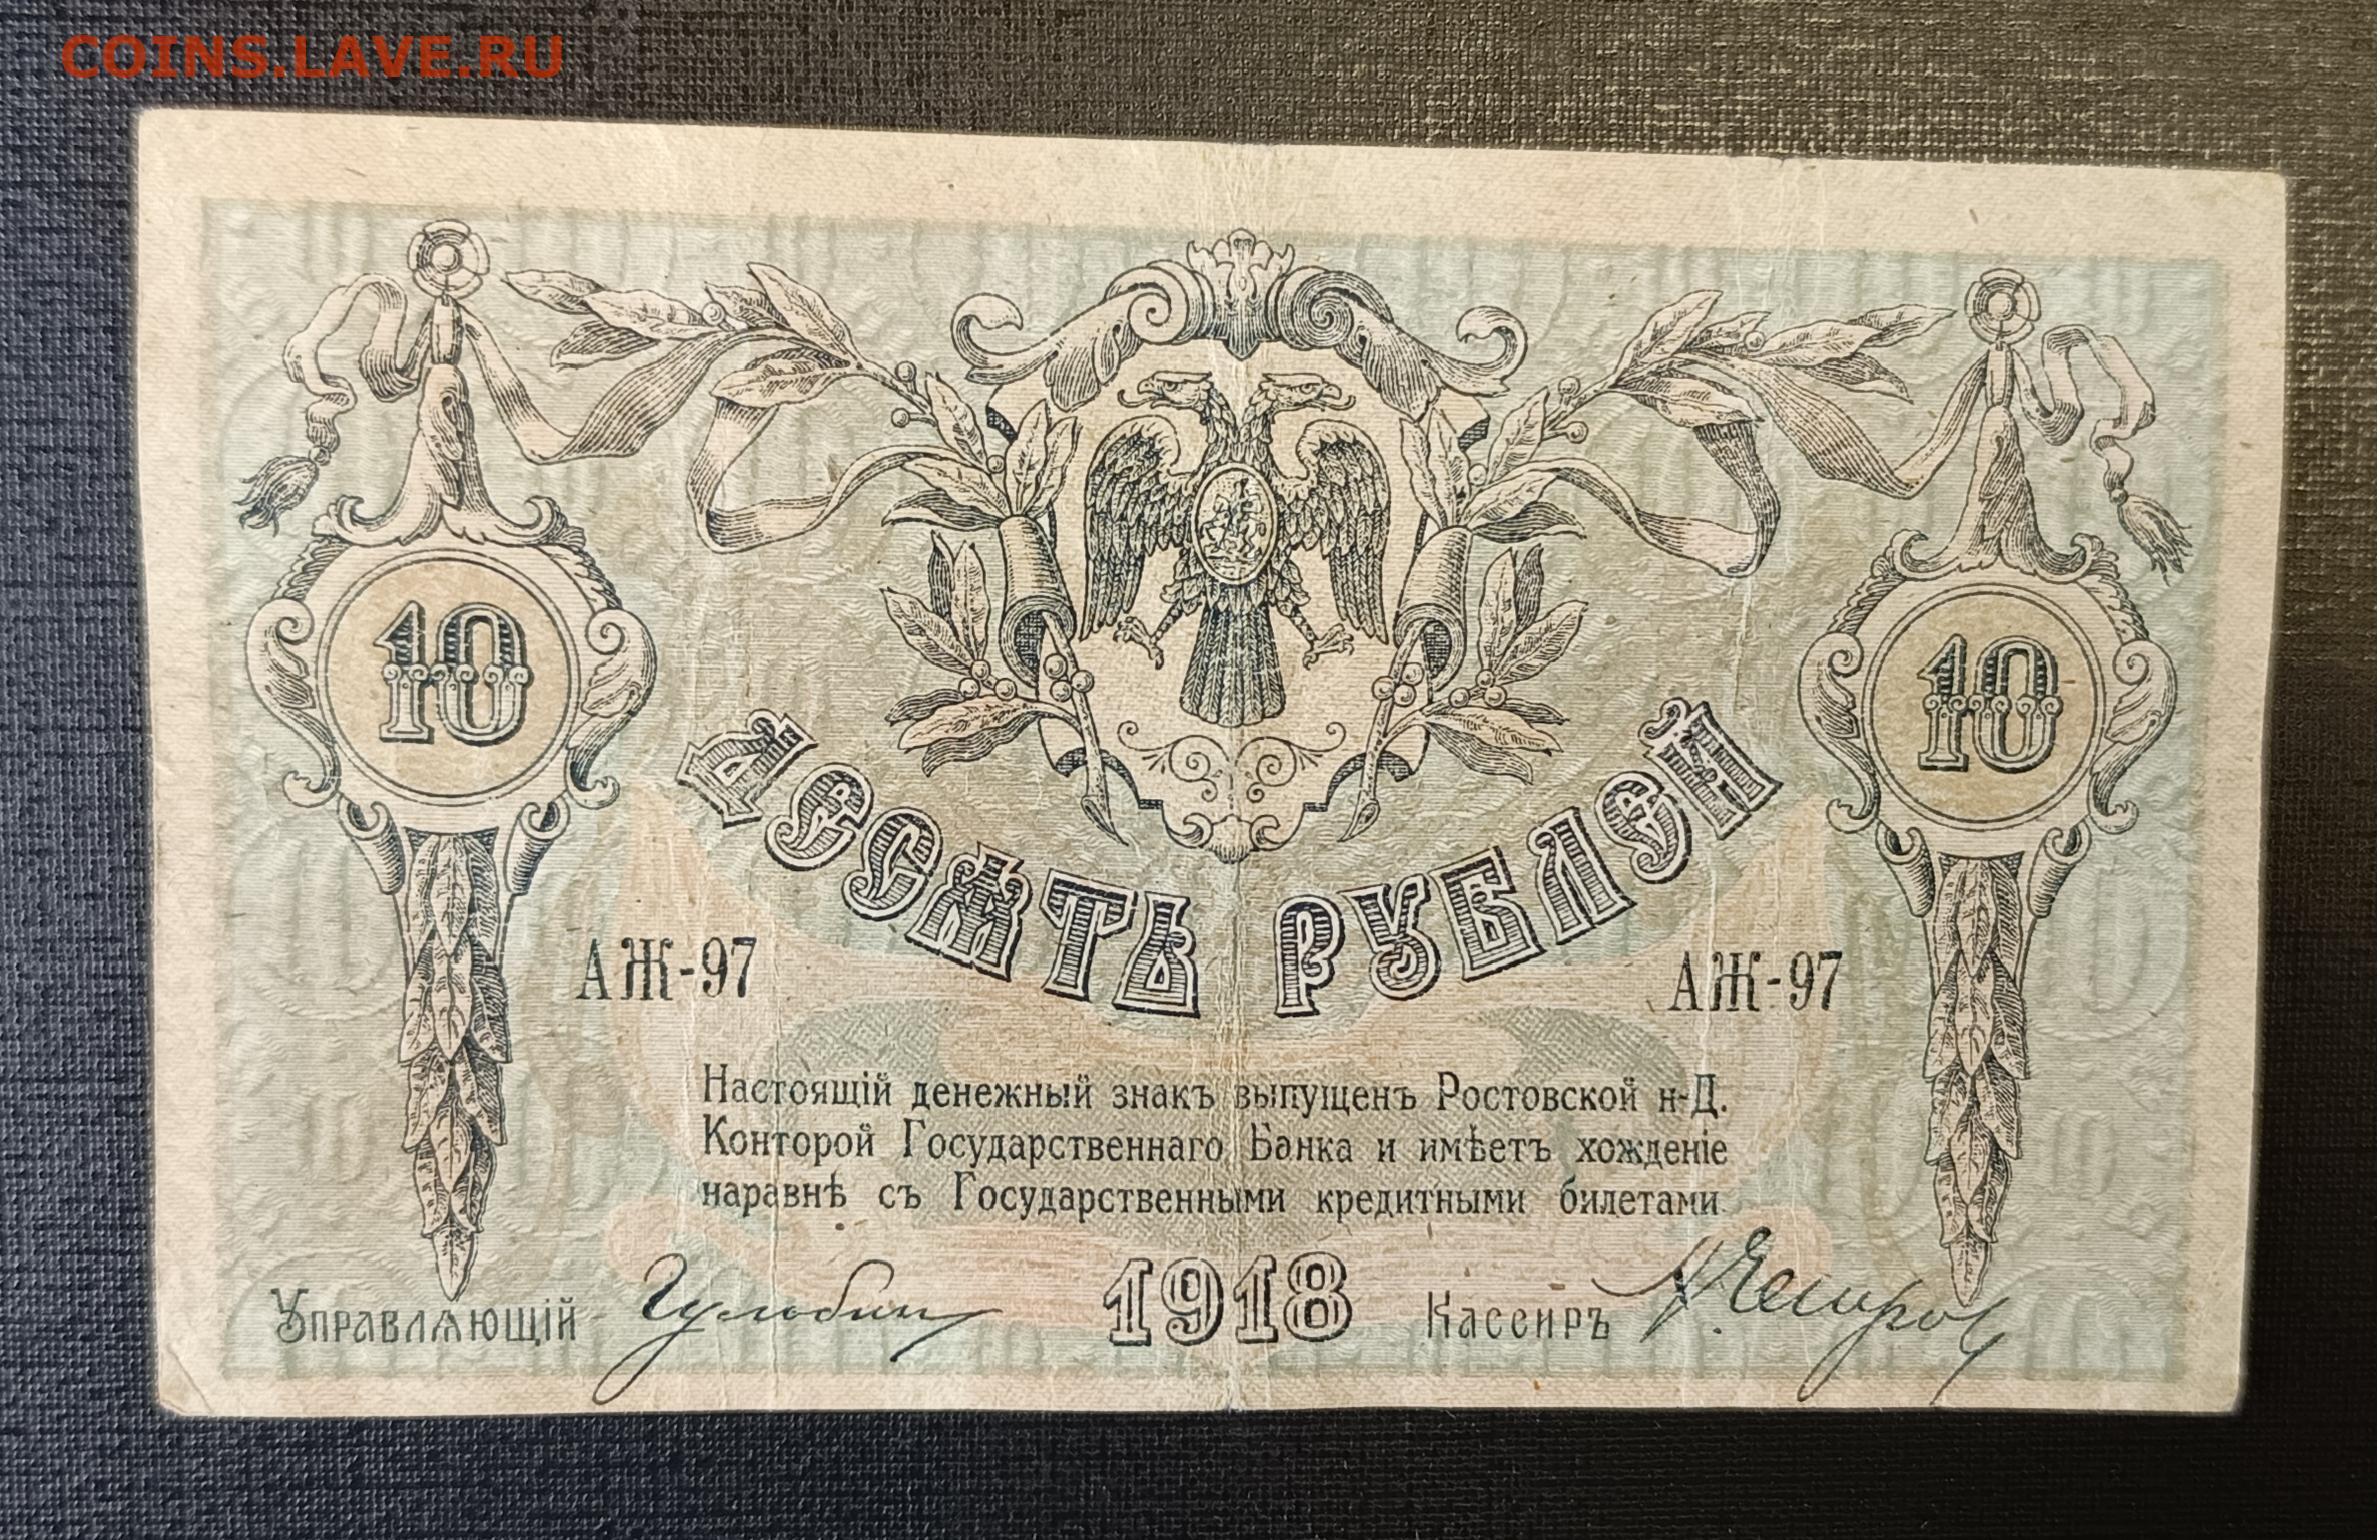 COINS.LAVE.RU
10
10
ДЕСЯТЬ РУБЛЕЙ
АЖ-97
АЖ-97
Настоящій денежный знакъ выпущенъ Ростовской н-Д.
Конторой Государственнаго Банка и имѣетъ хожденіе
наравнѣ съ Государственными кредитными билетами.
Управляющій Гульбин 1918 Кассиръ